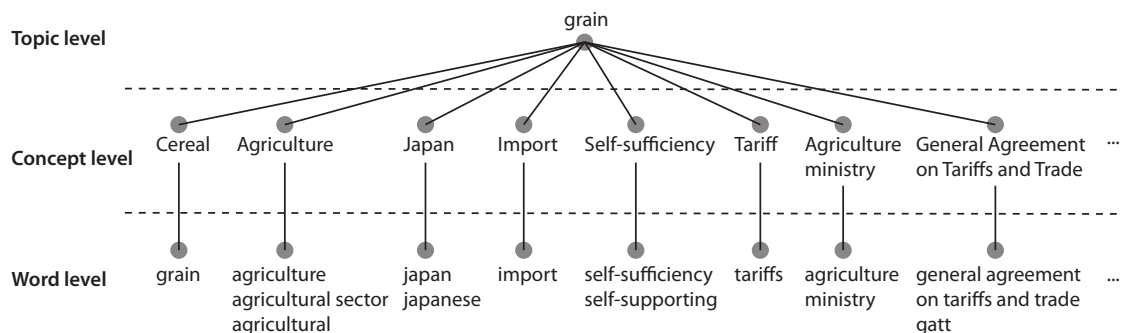 grain
Topic level
Cereal Agriculture Japan Import Self-sufficiency Tariff Agriculture General Agreement
Concept level ministry on Tariffs and Trade ...
grain agriculture japan import self-sufficiency tariffs agriculture general agreement
Word level agricultural sector japanese self-supporting ministry on tariffs and trade ...
agricultural gatt